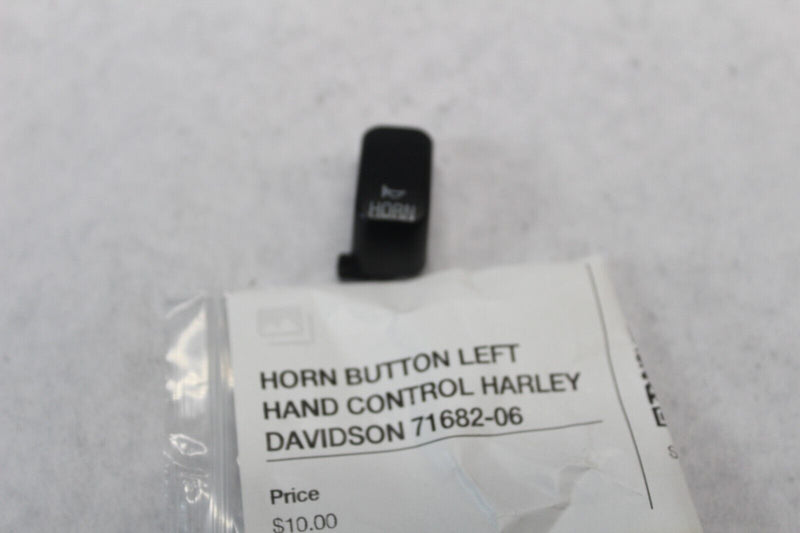 HORN
HORN BUTTON LEFT
HAND CONTROL HARLEY
DAVIDSON 71682-06
Price
$10.00